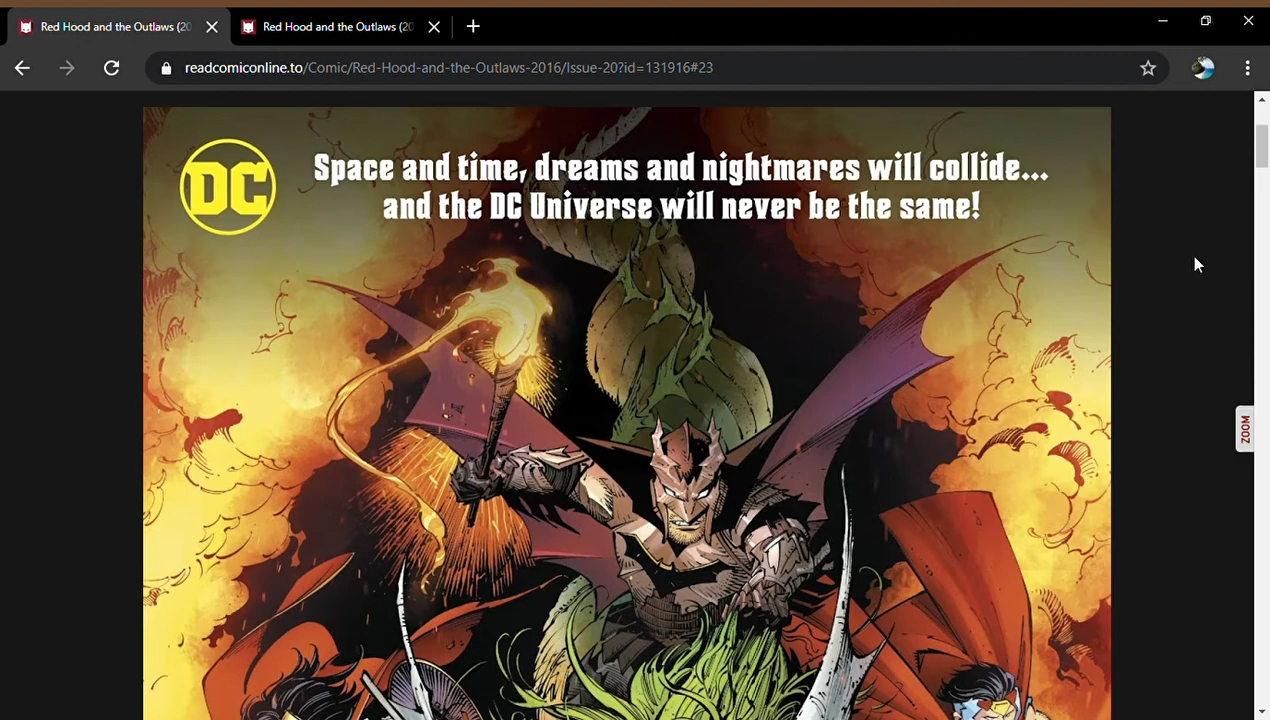 Red Hood and the Outlaws (20
Red Hood and the Outlaws (20
readcomiconline.to/Comic/Red-Hood-and-the-Outlaws-2016/Issue-20?id=131916#23
DC
Space and time, dreams and nightmares will collide...
and the DC Universe will never be the same!
ZOOM